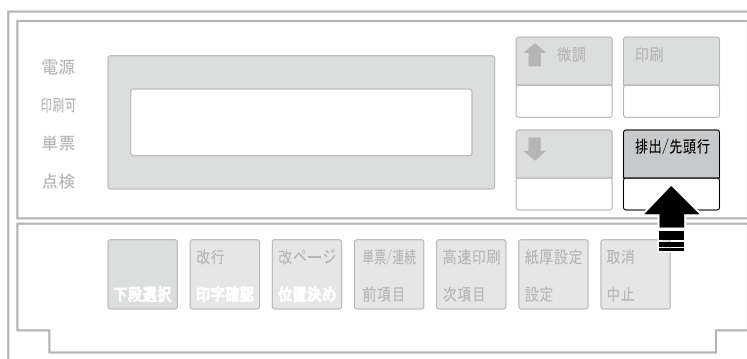 電源
印刷可
単票
点検
微調
印刷
排出/先頭行
下段選択
改行
印字確認
改ページ
位置決め
単票/連続
前項目
高速印刷
次項目
紙厚設定
設定
取消
中止